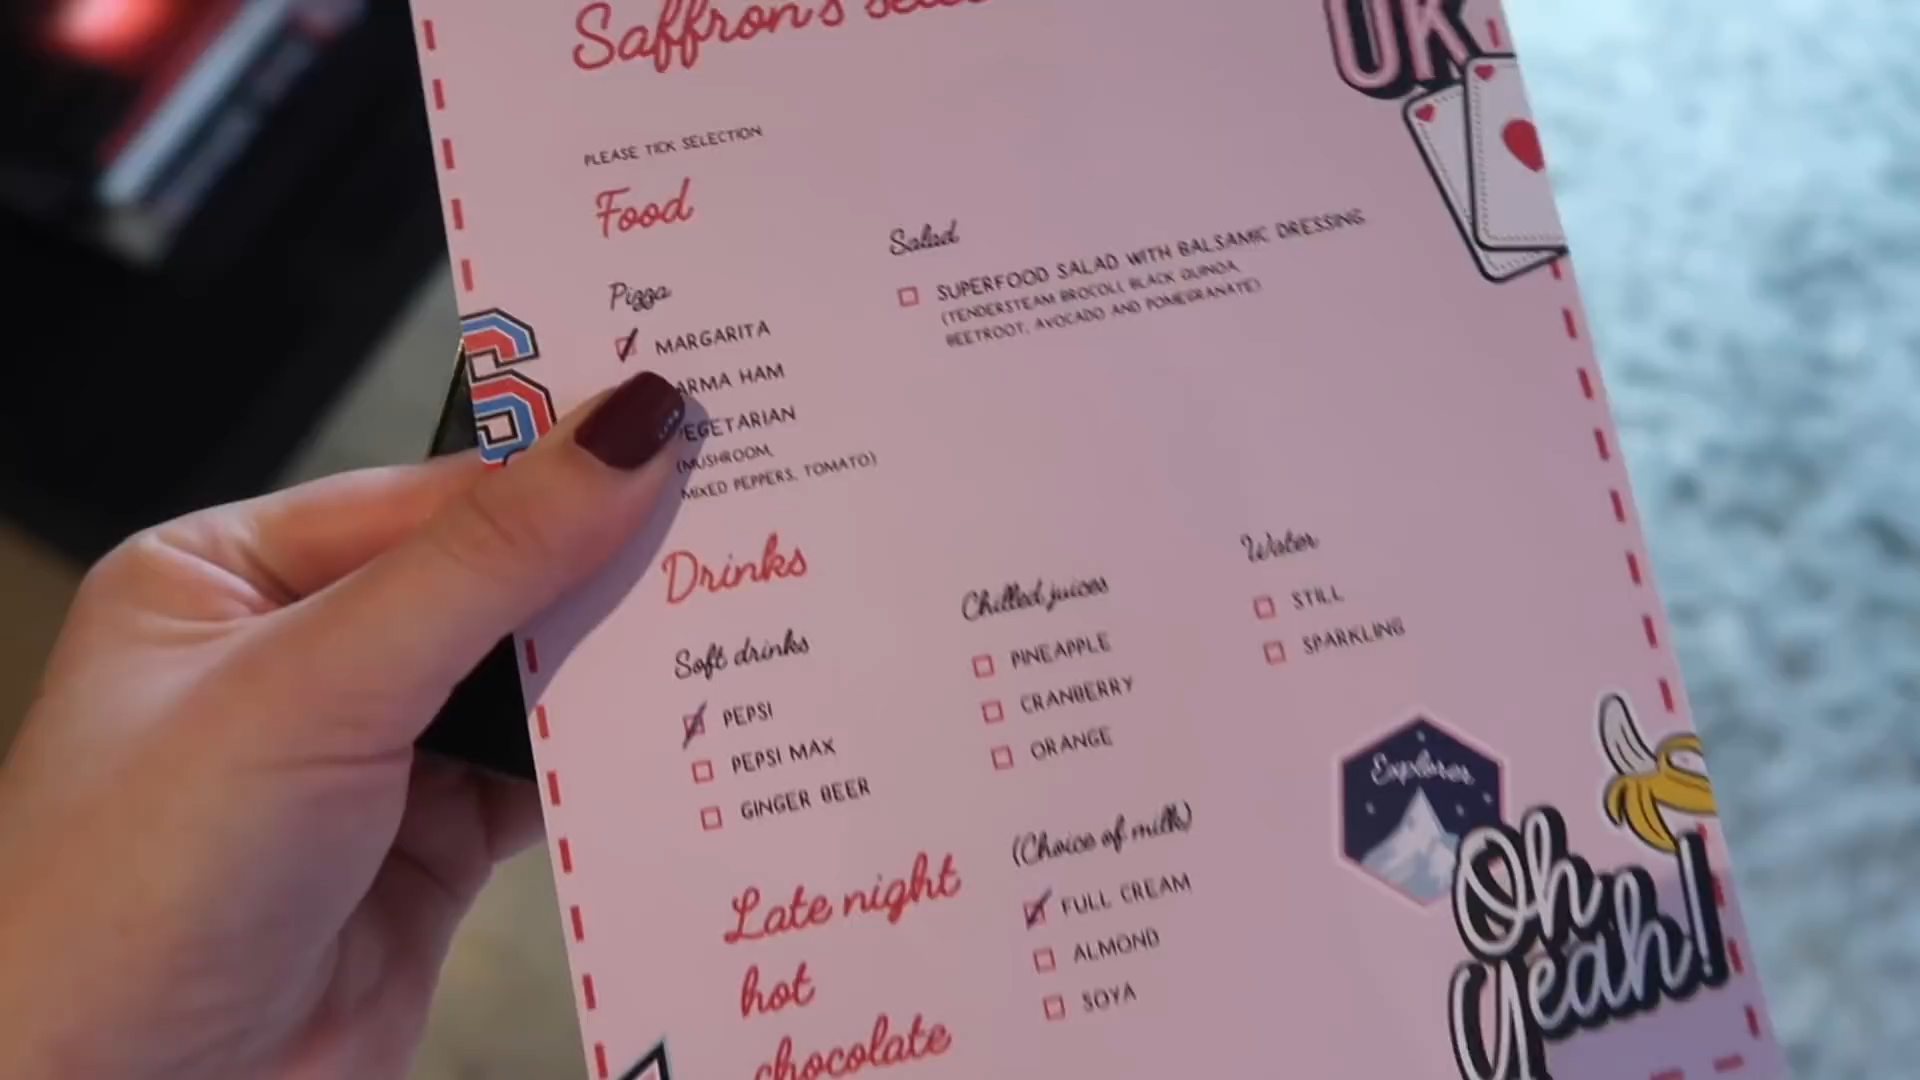 Saffron's
UK
PLEASE TICK SELECTION
Food
Pizza
MARGARITA
ARMA HAM
EGETARIAN
(MUSHROOM,
MIXED PEPPERS, TOMATO)
Salad
SUPERFOOD SALAD WITH BALSAMIC DRESSING
(TENDERSTEAM BROCOLI, BLACK QUINOA,
BEETROOT, AVOCADO AND POMEGRANATE)
S
Drinks
Soft drinks
PEPSI
PEPSI MAX
GINGER BEER
Chilled juices
PINEAPPLE
CRANBERRY
ORANGE
Water
STILL
SPARKLING
Late night
hot
chocolate
(Choice of milk)
FULL CREAM
ALMOND
SOYA
Explorer
Oh
Yeah!